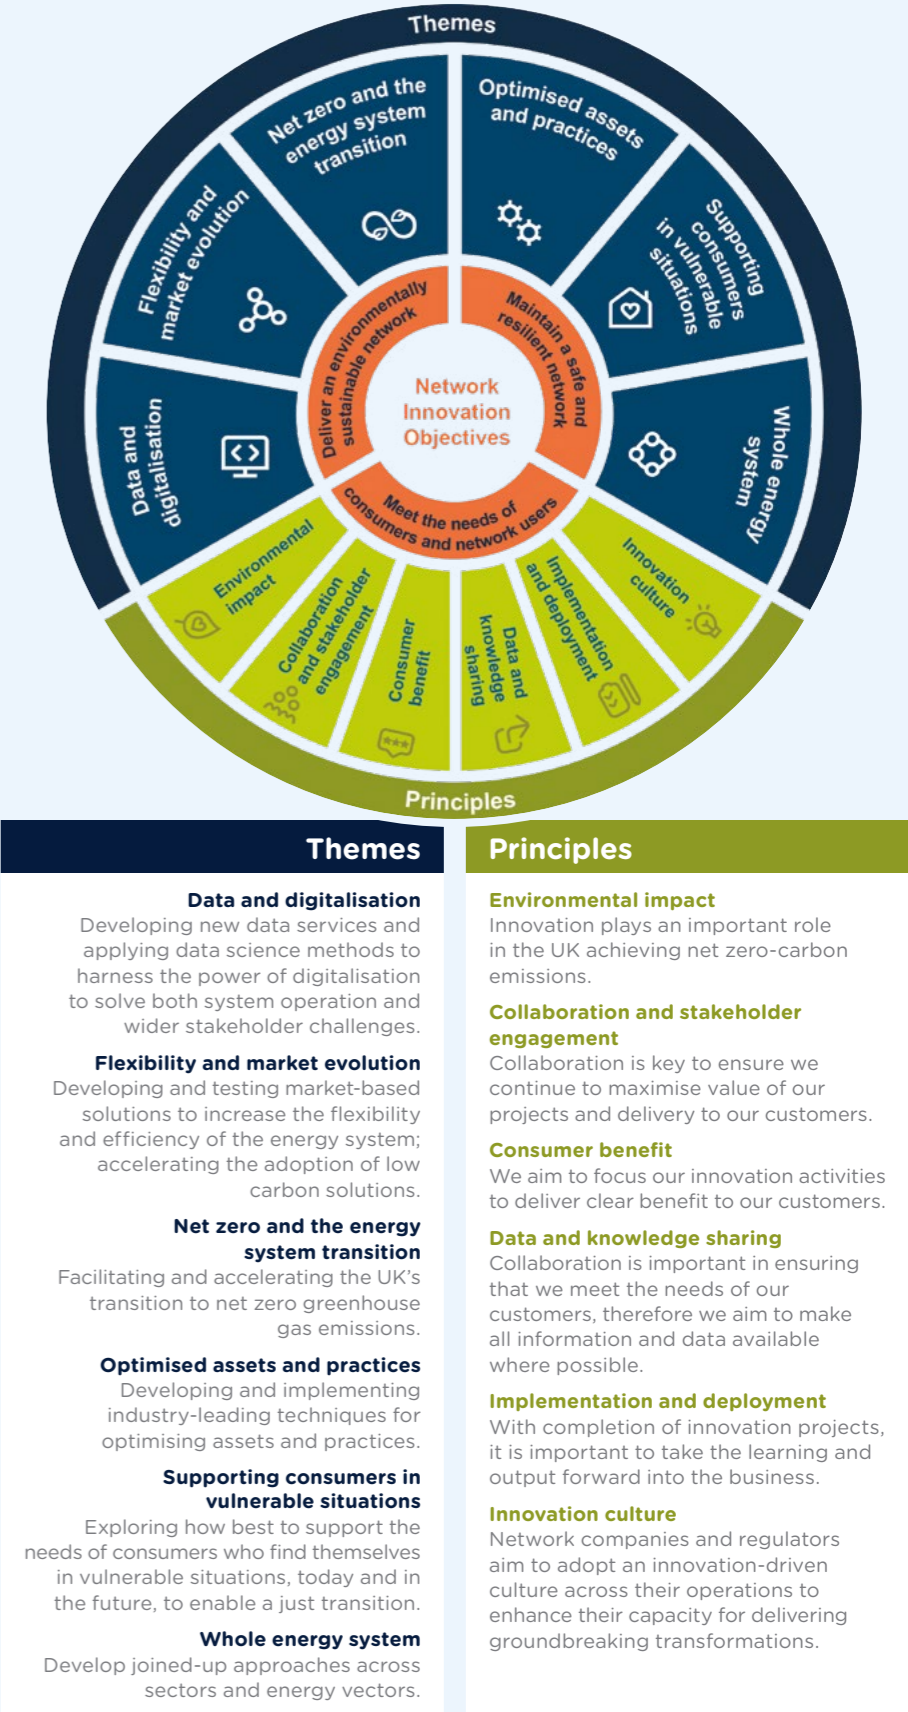 Themes
Net zero and the
energy system
transition
Optimised assets
and practices
Flexibility and
market evolution
Supporting
consumers
in vulnerable
situations
Data and
digitalisation
Whole energy
system
Deliver an environmentally
sustainable network
Maintain a safe and
resilient network
Meet the needs of
consumers and network users
Network
Innovation
Objectives
Environmental
impact
Collaboration
and stakeholder
engagement
Consumer
benefit
Data and
knowledge
sharing
Implementation
and deployment
Innovation
culture
Principles
Themes
Data and digitalisation
Developing new data services and
applying data science methods to
harness the power of digitalisation
to solve both system operation and
wider stakeholder challenges.
Flexibility and market evolution
Developing and testing market-based
solutions to increase the flexibility
and efficiency of the energy system;
accelerating the adoption of low
carbon solutions.
Net zero and the energy
system transition
Facilitating and accelerating the UK's
transition to net zero greenhouse
gas emissions.
Optimised assets and practices
Developing and implementing
industry-leading techniques for
optimising assets and practices.
Supporting consumers in
vulnerable situations
Exploring how best to support the
needs of consumers who find themselves
in vulnerable situations, today and in
the future, to enable a just transition.
Whole energy system
Develop joined-up approaches across
sectors and energy vectors.
Principles
Environmental impact
Innovation plays an important role
in the UK achieving net zero-carbon
emissions.
Collaboration and stakeholder
engagement
Collaboration is key to ensure we
continue to maximise value of our
projects and delivery to our customers.
Consumer benefit
We aim to focus our innovation activities
to deliver clear benefit to our customers.
Data and knowledge sharing
Collaboration is important in ensuring
that we meet the needs of our
customers, therefore we aim to make
all information and data available
where possible.
Implementation and deployment
With completion of innovation projects,
it is important to take the learning and
output forward into the business.
Innovation culture
Network companies and regulators
aim to adopt an innovation-driven
culture across their operations to
enhance their capacity for delivering
groundbreaking transformations.